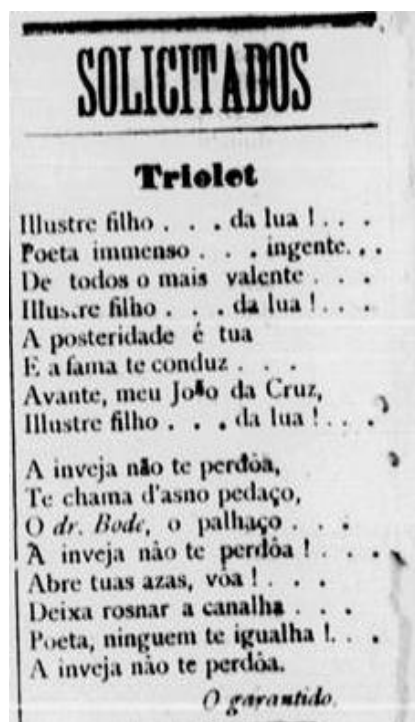 SOLICITADOS
Triolet
Illustre filho . . . da lua ! . . .
Poeta immenso . . . ingente. . .
De todos o mais valente . . .
Illustre filho . . . da lua ! . . .
A posteridade é tua
E a fama te conduz . . .
Avante, meu João da Cruz,
Illustre filho . . . da lua ! . . .
A inveja não te perdôa,
Te chama d'asno pedaço,
O dr. Bode, o palhaço . . .
A inveja não te perdôa ! . . .
Abre tuas azas, vôa ! . . .
Deixa rosnar a canalha . . .
Poeta, ninguem te igualha !. . .
A inveja não te perdôa.
O garantido.